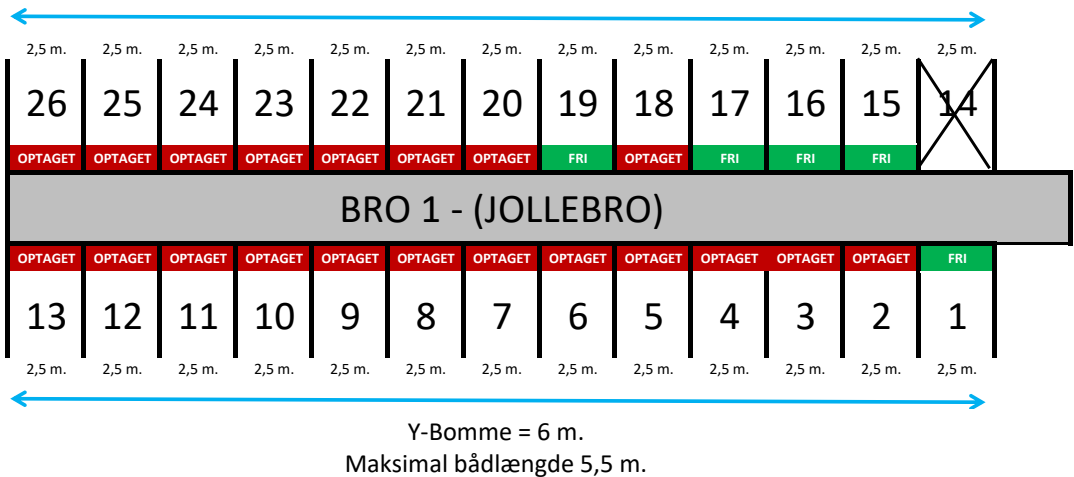 2,5 m. 2,5 m. 2,5 m. 2,5 m. 2,5 m. 2,5 m. 2,5 m. 2,5 m. 2,5 m. 2,5 m. 2,5 m. 2,5 m. 2,5 m.
26 25 24 23 22 21 20 19 18 17 16 15 14
OPTAGET OPTAGET OPTAGET OPTAGET OPTAGET OPTAGET OPTAGET FRI OPTAGET FRI FRI FRI
BRO 1 - (JOLLEBRO)
OPTAGET OPTAGET OPTAGET OPTAGET OPTAGET OPTAGET OPTAGET OPTAGET OPTAGET OPTAGET OPTAGET OPTAGET FRI
13 12 11 10 9 8 7 6 5 4 3 2 1
2,5 m. 2,5 m. 2,5 m. 2,5 m. 2,5 m. 2,5 m. 2,5 m. 2,5 m. 2,5 m. 2,5 m. 2,5 m. 2,5 m. 2,5 m.
Y-Bomme = 6 m.
Maksimal bådlængde 5,5 m.